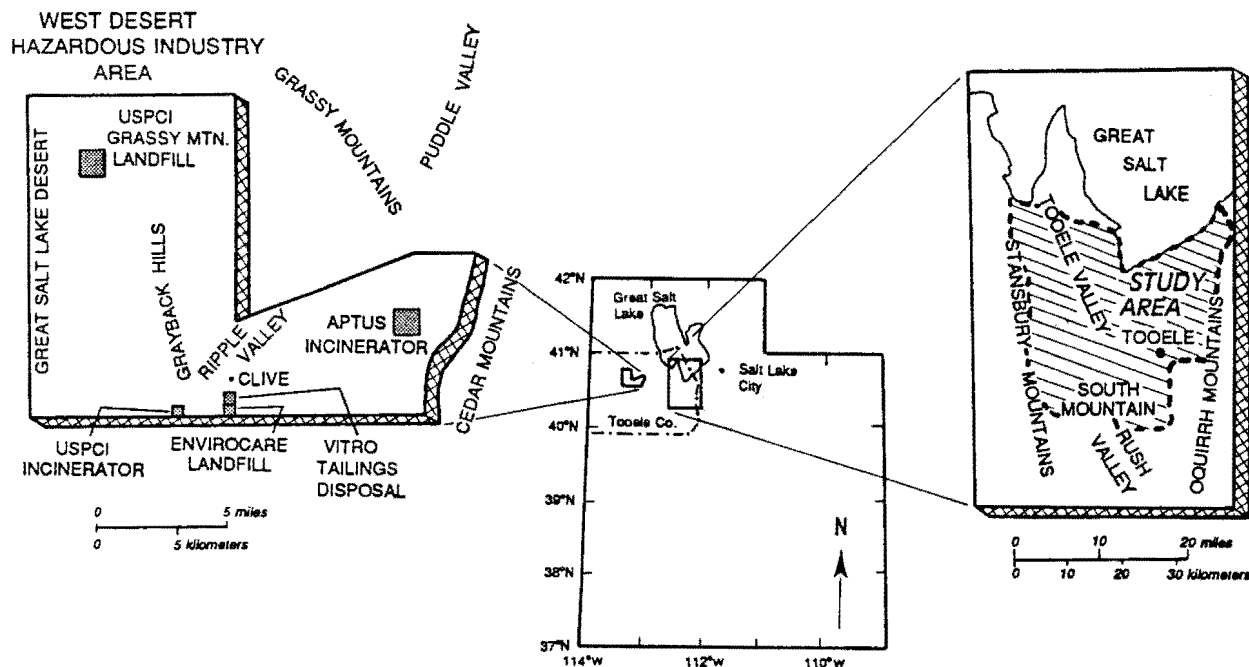 WEST DESERT
HAZARDOUS INDUSTRY
AREA
GREAT SALT LAKE DESERT
USPCI
GRASSY MTN.
LANDFILL
GRASSY MOUNTAINS
PUDDLE VALLEY
GRAYBACK HILLS
RIPPLE
VALLEY
APTUS
INCINERATOR
CEDAR MOUNTAINS
CLIVE
USPCI
INCINERATOR
ENVIROCARE
LANDFILL
VITRO
TAILINGS
DISPOSAL
0 5 miles
0 5 kilometers
42°N
Great Salt
Lake
41°N
Salt Lake
City
Tooele Co.
40°N
39°N
38°N
37°N
114°W 112°W 110°W
N
GREAT
SALT
LAKE
TOOELE VALLEY
STANSBURY
MOUNTAINS
STUDY
AREA
TOOELE
SOUTH
MOUNTAIN
RUSH
VALLEY
OQUIRRH MOUNTAINS
0 10 20 miles
0 10 20 30 kilometers